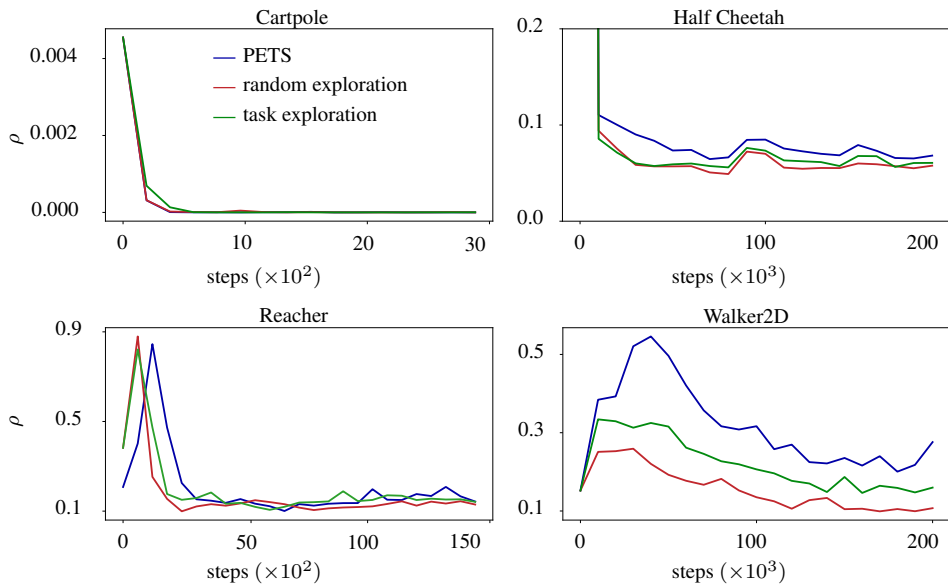 Cartpole
0.004
0.002
0.000
ρ
PETS
random exploration
task exploration
0 10 20 30
steps (×10²)
Half Cheetah
0.2
0.1
0.0
0 100 200
steps (×10³)
Reacher
0.9
0.5
0.1
ρ
0 50 100 150
steps (×10²)
Walker2D
0.5
0.3
0.1
0 100 200
steps (×10³)